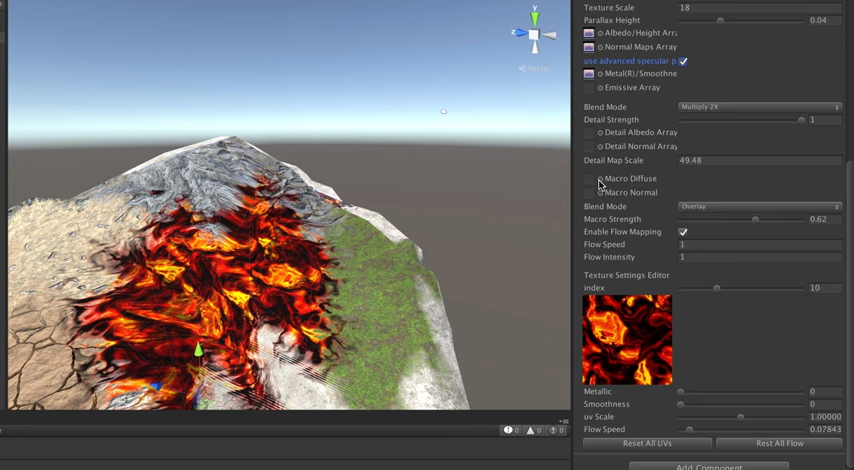 y
z
Persp
0
0
0
Texture Scale 18
Parallax Height 0.04
Albedo/Height Arra
Normal Maps Array
use advanced specular p
Metal(R)/Smoothne
Emissive Array
Blend Mode Multiply 2X
Detail Strength 1
Detail Albedo Array
Detail Normal Array
Detail Map Scale 49.48
Macro Diffuse
Macro Normal
Blend Mode Overlay
Macro Strength 0.62
Enable Flow Mapping
Flow Speed 1
Flow Intensity 1
Texture Settings Editor
index 10
Metallic 0
Smoothness 0
uv Scale 1.00000
Flow Speed 0.07843
Reset All UVs Rest All Flow
Add Component